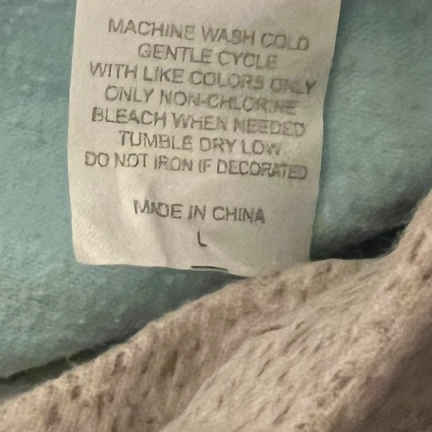 MACHINE WASH COLD
GENTLE CYCLE
WITH LIKE COLORS ONLY
ONLY NON-CHLORINE
BLEACH WHEN NEEDED
TUMBLE DRY LOW
DO NOT IRON IF DECORATED
MADE IN CHINA
L